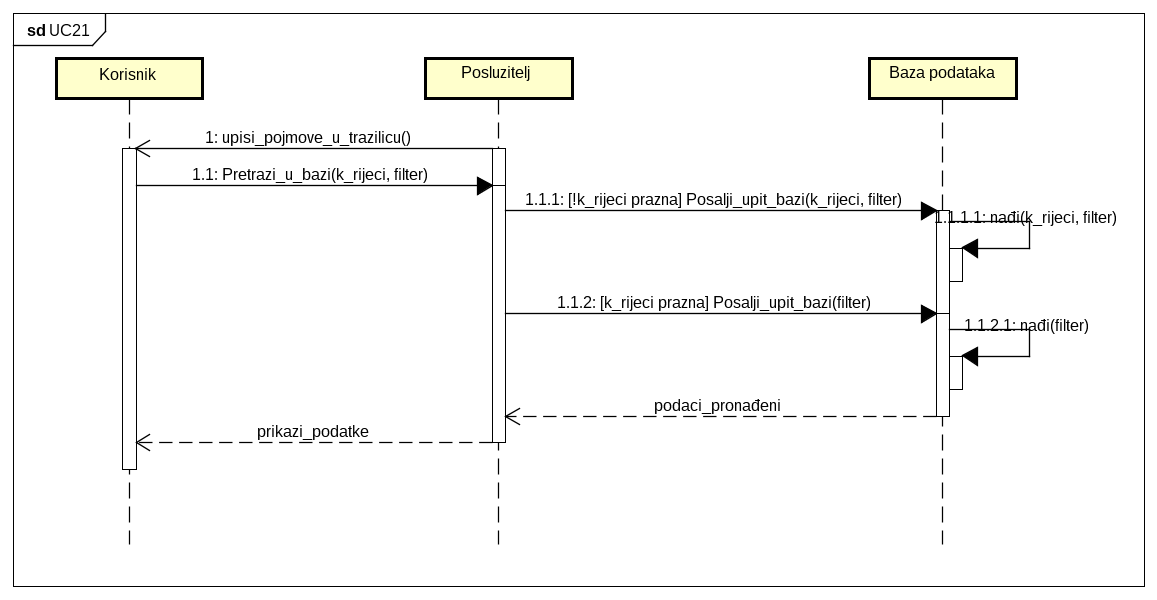 sd UC21
Korisnik
Posluzitelj
Baza podataka
1: upisi_pojmove_u_trazilicu()
1.1: Pretrazi_u_bazi(k_rijeci, filter)
1.1.1: [!k_rijeci prazna] Posalji_upit_bazi(k_rijeci, filter)
1.1.1.1: nađi(k_rijeci, filter)
1.1.2: [k_rijeci prazna] Posalji_upit_bazi(filter)
1.1.2.1: nađi(filter)
podaci_pronađeni
prikazi_podatke